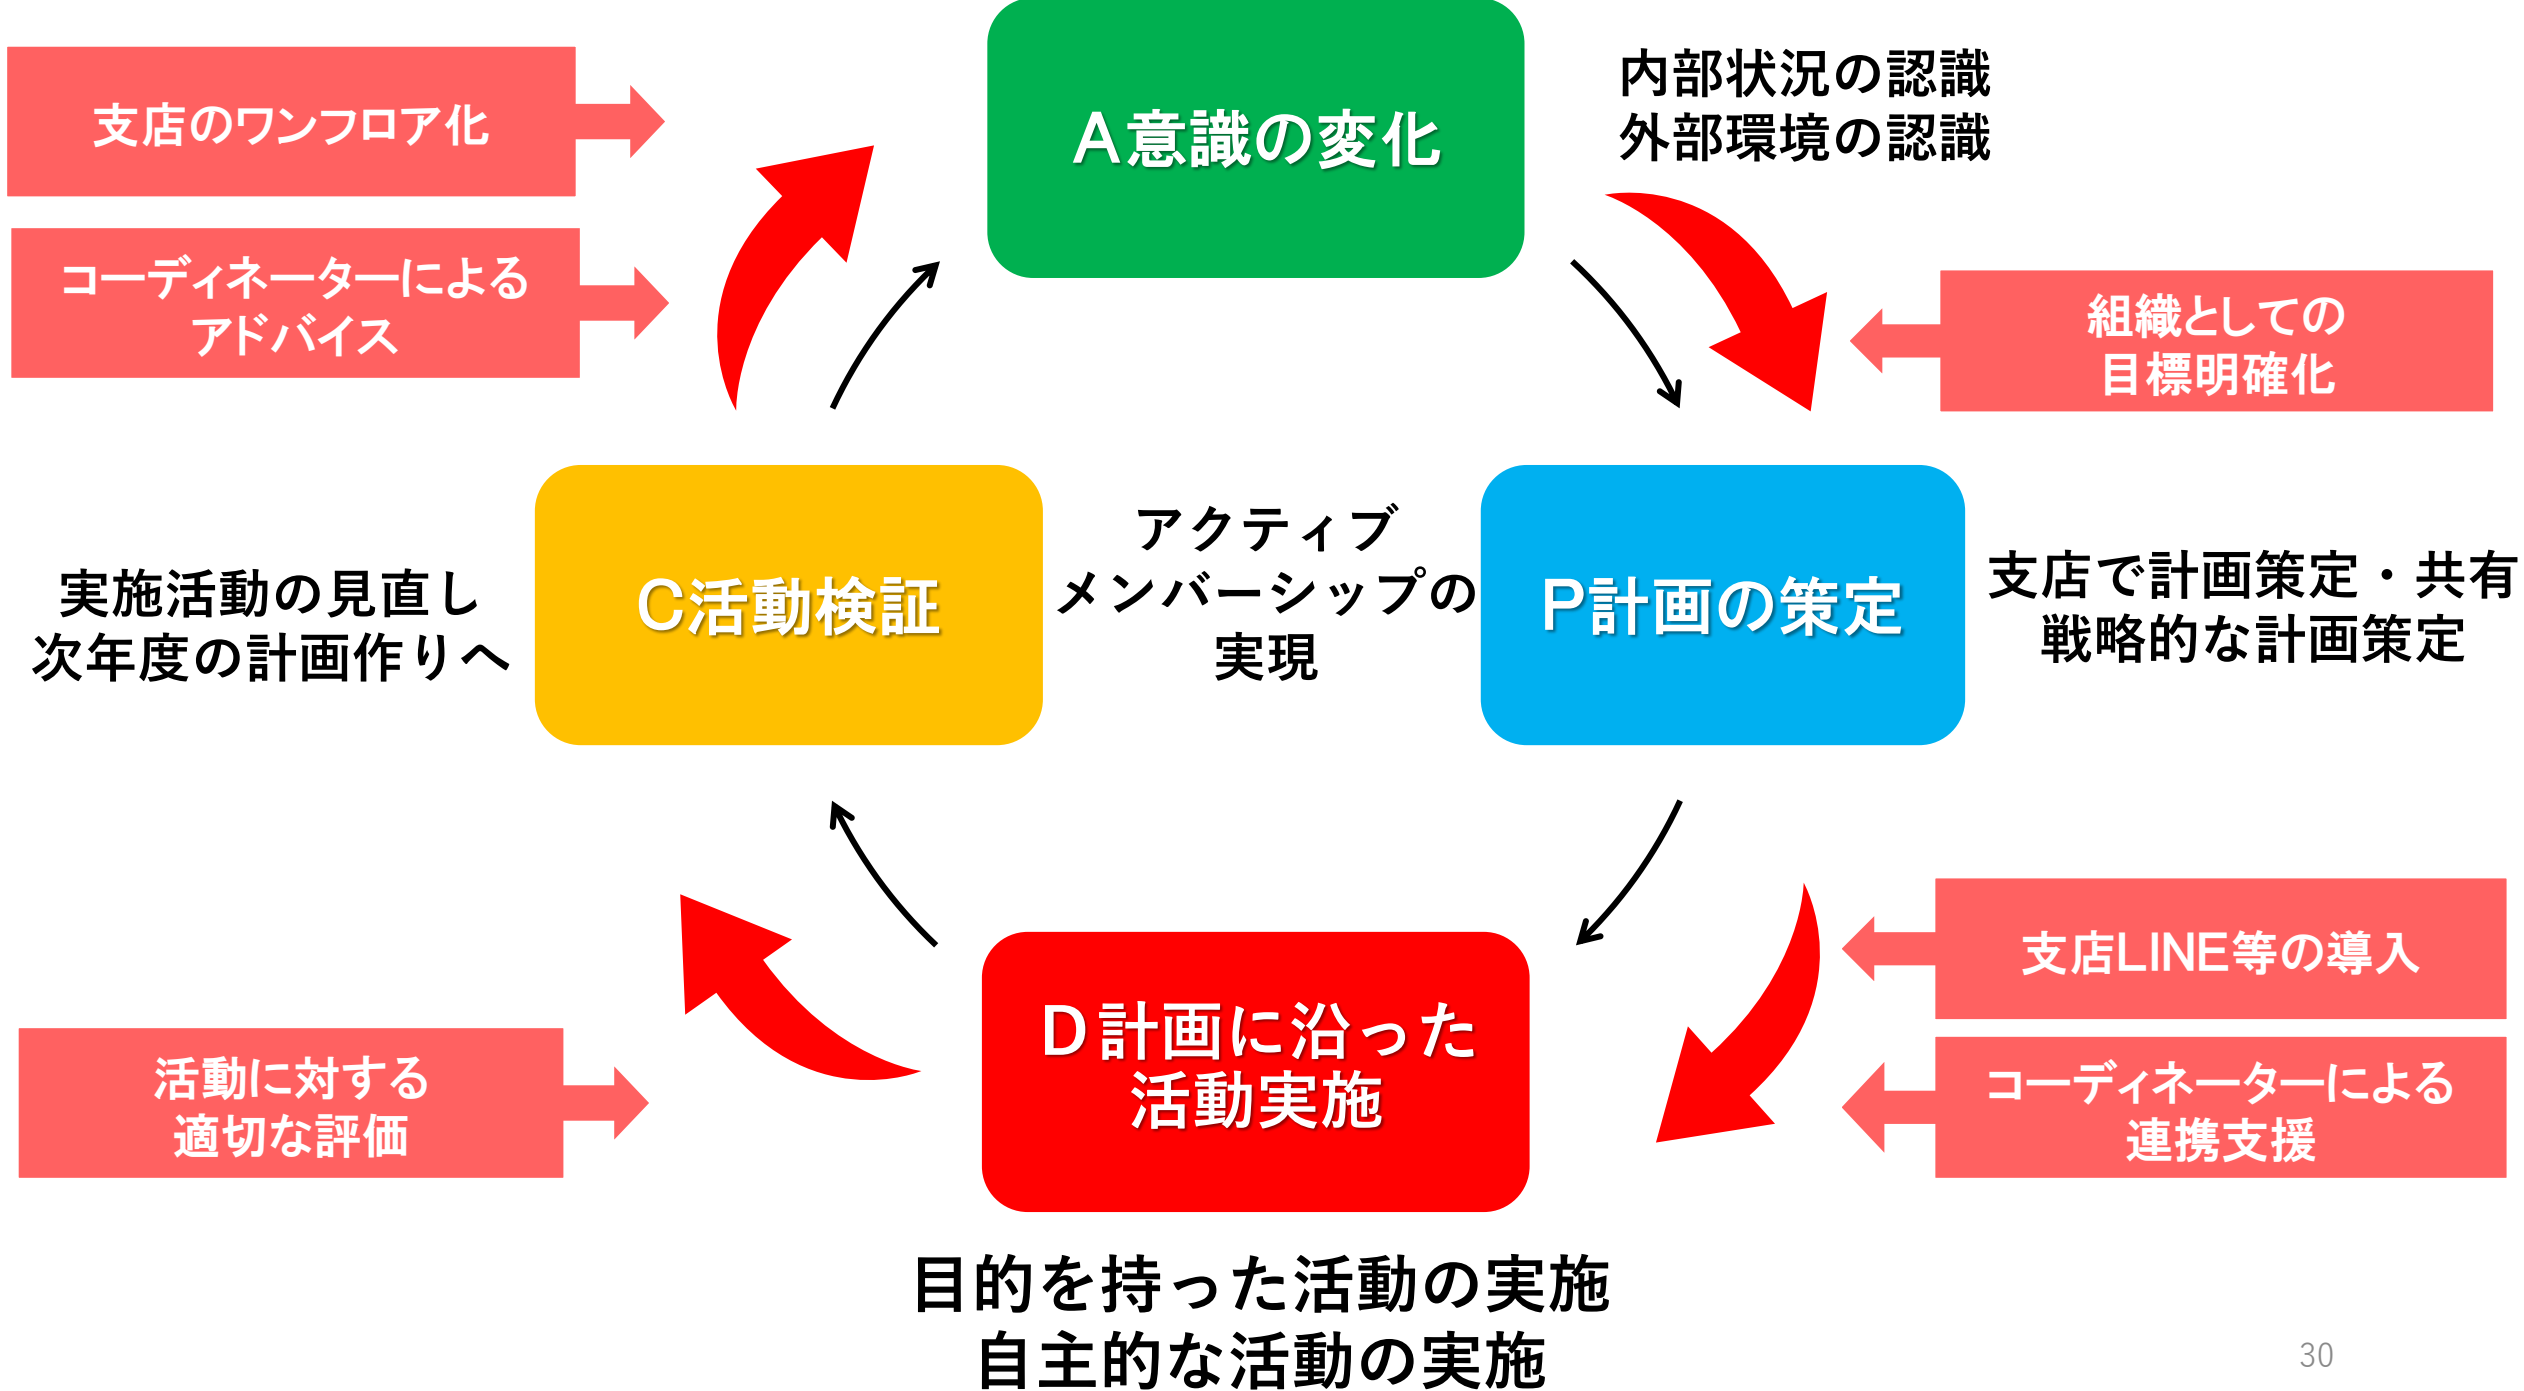 支店のワンフロア化
コーディネーターによる
アドバイス
A意識の変化
内部状況の認識
外部環境の認識
組織としての
目標明確化
実施活動の見直し
次年度の計画作りへ
C活動検証
アクティブ
メンバーシップの
実現
P計画の策定
支店で計画策定・共有
戦略的な計画策定
活動に対する
適切な評価
D計画に沿った
活動実施
支店LINE等の導入
コーディネーターによる
連携支援
目的を持った活動の実施
自主的な活動の実施
30